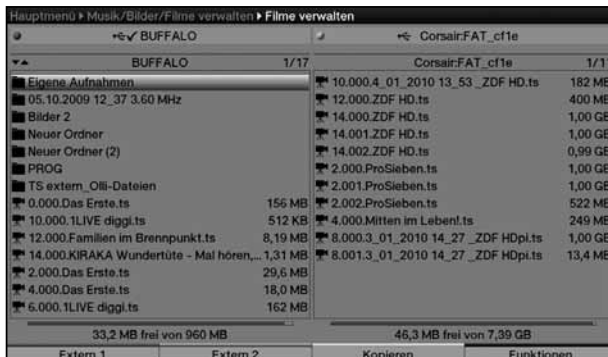 Hauptmenü ▸ Musik/Bilder/Filme verwalten ▸ Filme verwalten
BUFFALO
Corsair:FAT_cf1e
BUFFALO 1/17
Eigene Aufnahmen
05.10.2009 12_37 3.60 MHz
Bilder 2
Neuer Ordner
Neuer Ordner (2)
PROG
TS extern_Olli-Dateien
0.000.Das Erste.ts 156 MB
10.000.1LIVE diggi.ts 512 KB
12.000.Familien im Brennpunkt.ts 8,19 MB
14.000.KIRAKA Wundertüte - Mal hören,... 1,31 MB
2.000.Das Erste.ts 29,6 MB
4.000.Das Erste.ts 18,0 MB
6.000.1LIVE diggi.ts 162 MB
33,2 MB frei von 960 MB
Corsair:FAT_cf1e 1/11
10.000.4_01_2010 13_53 _ZDF HD.ts 182 MB
12.000.ZDF HD.ts 400 MB
14.000.ZDF HD.ts 1,00 GB
14.001.ZDF HD.ts 1,00 GB
14.002.ZDF HD.ts 0,99 GB
2.000.ProSieben.ts 1,00 GB
2.001.ProSieben.ts 1,00 GB
2.002.ProSieben.ts 522 MB
4.000.Mitten im Leben!.ts 249 MB
8.000.3_01_2010 14_27 _ZDF HDpi.ts 1,00 GB
8.001.3_01_2010 14_27 _ZDF HDpi.ts 13,4 MB
46,3 MB frei von 7,39 GB
Extern 1
Extern 2
Kopieren
Funktionen